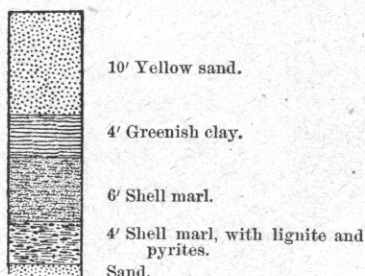 10′ Yellow sand.
4′ Greenish clay.
6′ Shell marl.
4′ Shell marl, with lignite and
pyrites.
Sand.